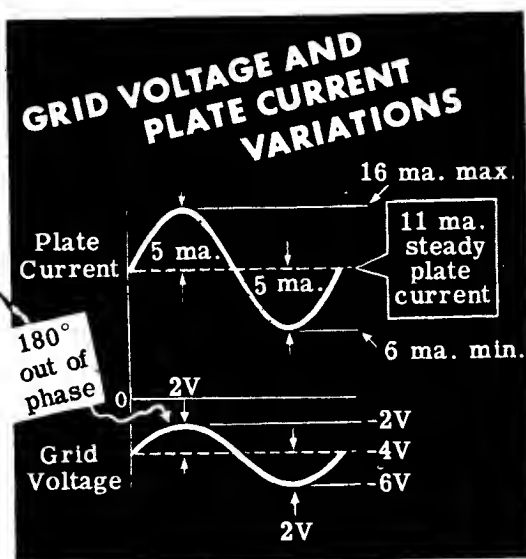 GRID VOLTAGE AND
PLATE CURRENT
VARIATIONS
16 ma. max.
Plate
Current
5 ma.
5 ma.
11 ma.
steady
plate
current
6 ma. min.
180°
out of
phase
0
2V
Grid
Voltage
-2V
-4V
-6V
2V